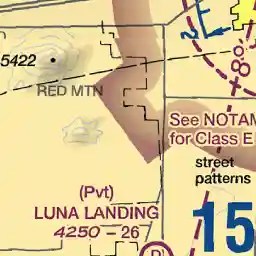 5422
RED MTN
See NOTAM
for Class E
street
patterns
(Pvt)
LUNA LANDING
4250 - 26
15
R